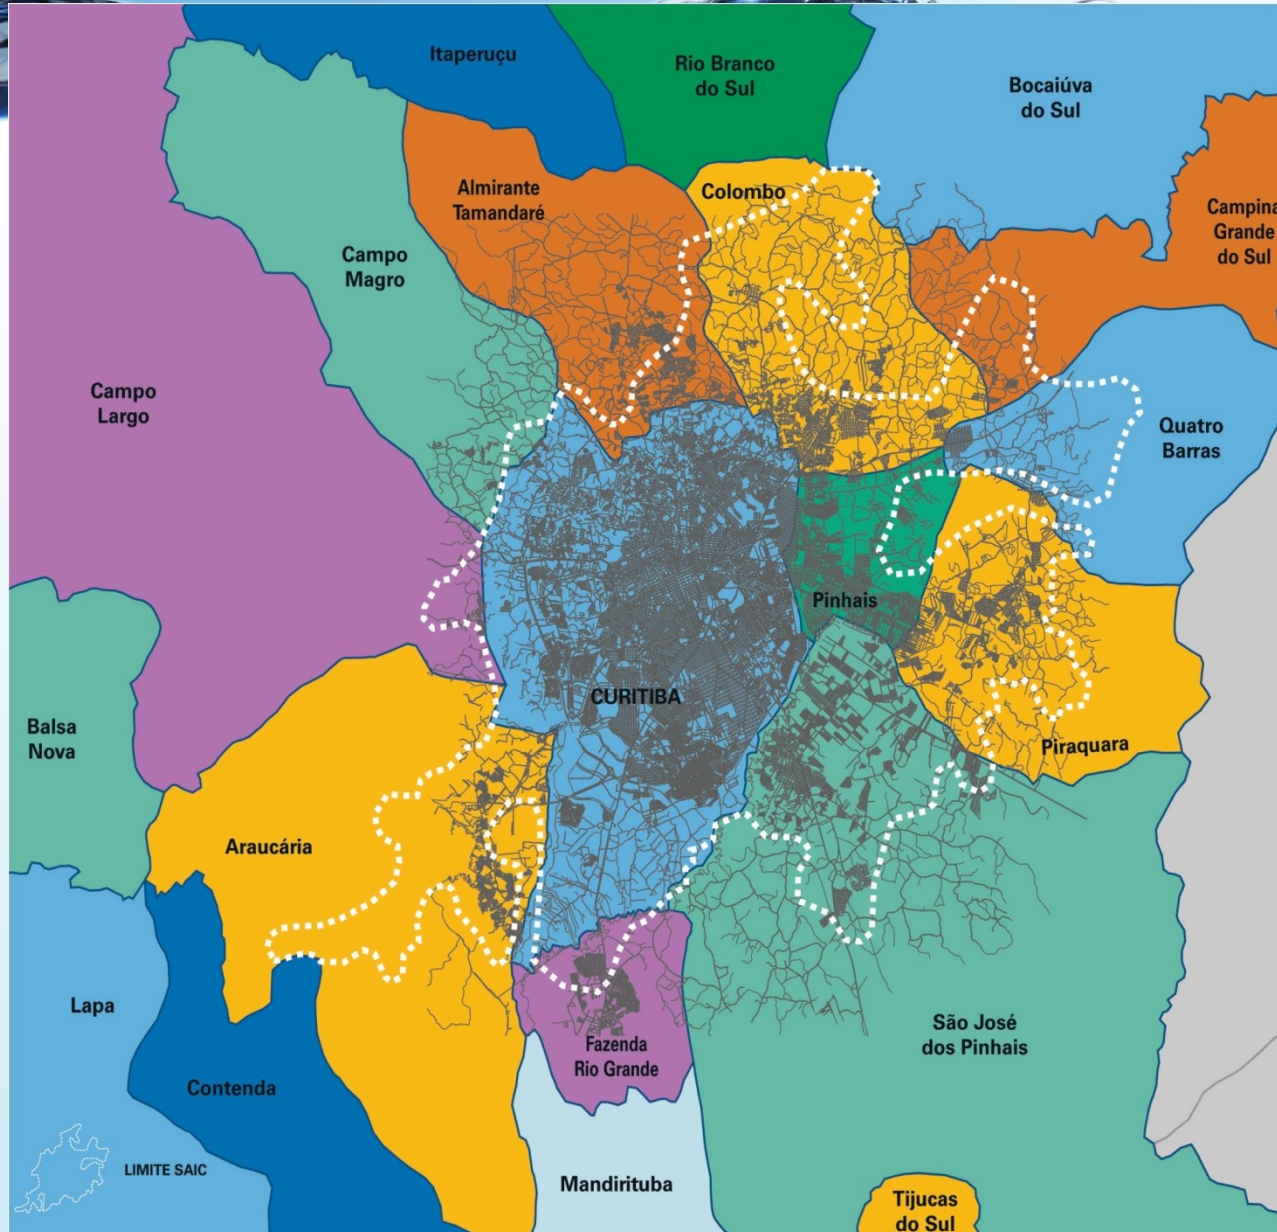 Itaperuçu
Rio Branco
do Sul
Bocaiúva
do Sul
Almirante
Tamandaré
Colombo
Campina
Grande
do Sul
Campo
Magro
Campo
Largo
Quatro
Barras
Pinhais
CURITIBA
Balsa
Nova
Piraquara
Araucária
Lapa
São José
dos Pinhais
Fazenda
Rio Grande
Contenda
LIMITE SAIC
Mandirituba
Tijucas
do Sul